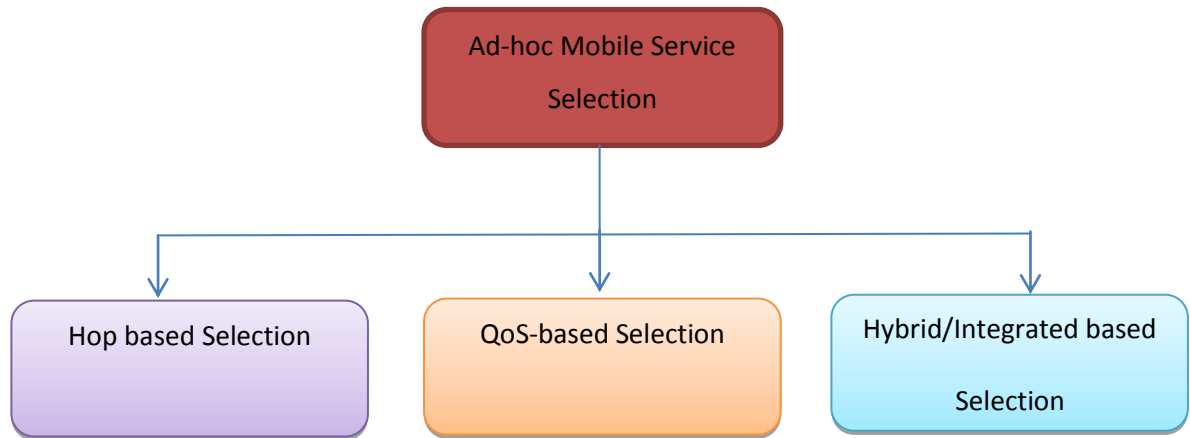 Ad-hoc Mobile Service
Selection
Hop based Selection
QoS-based Selection
Hybrid/Integrated based
Selection